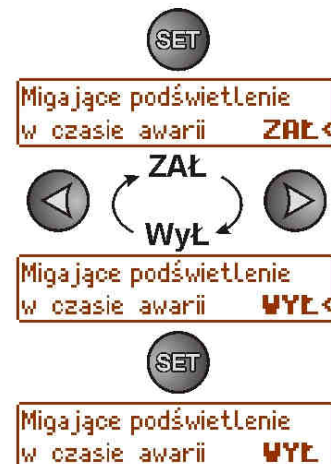 SET
Migające podświetlenie
w czasie awarii ZAŁ<
ZAŁ
WyŁ
Migające podświetlenie
w czasie awarii WYŁ<
SET
Migające podświetlenie
w czasie awarii WYŁ